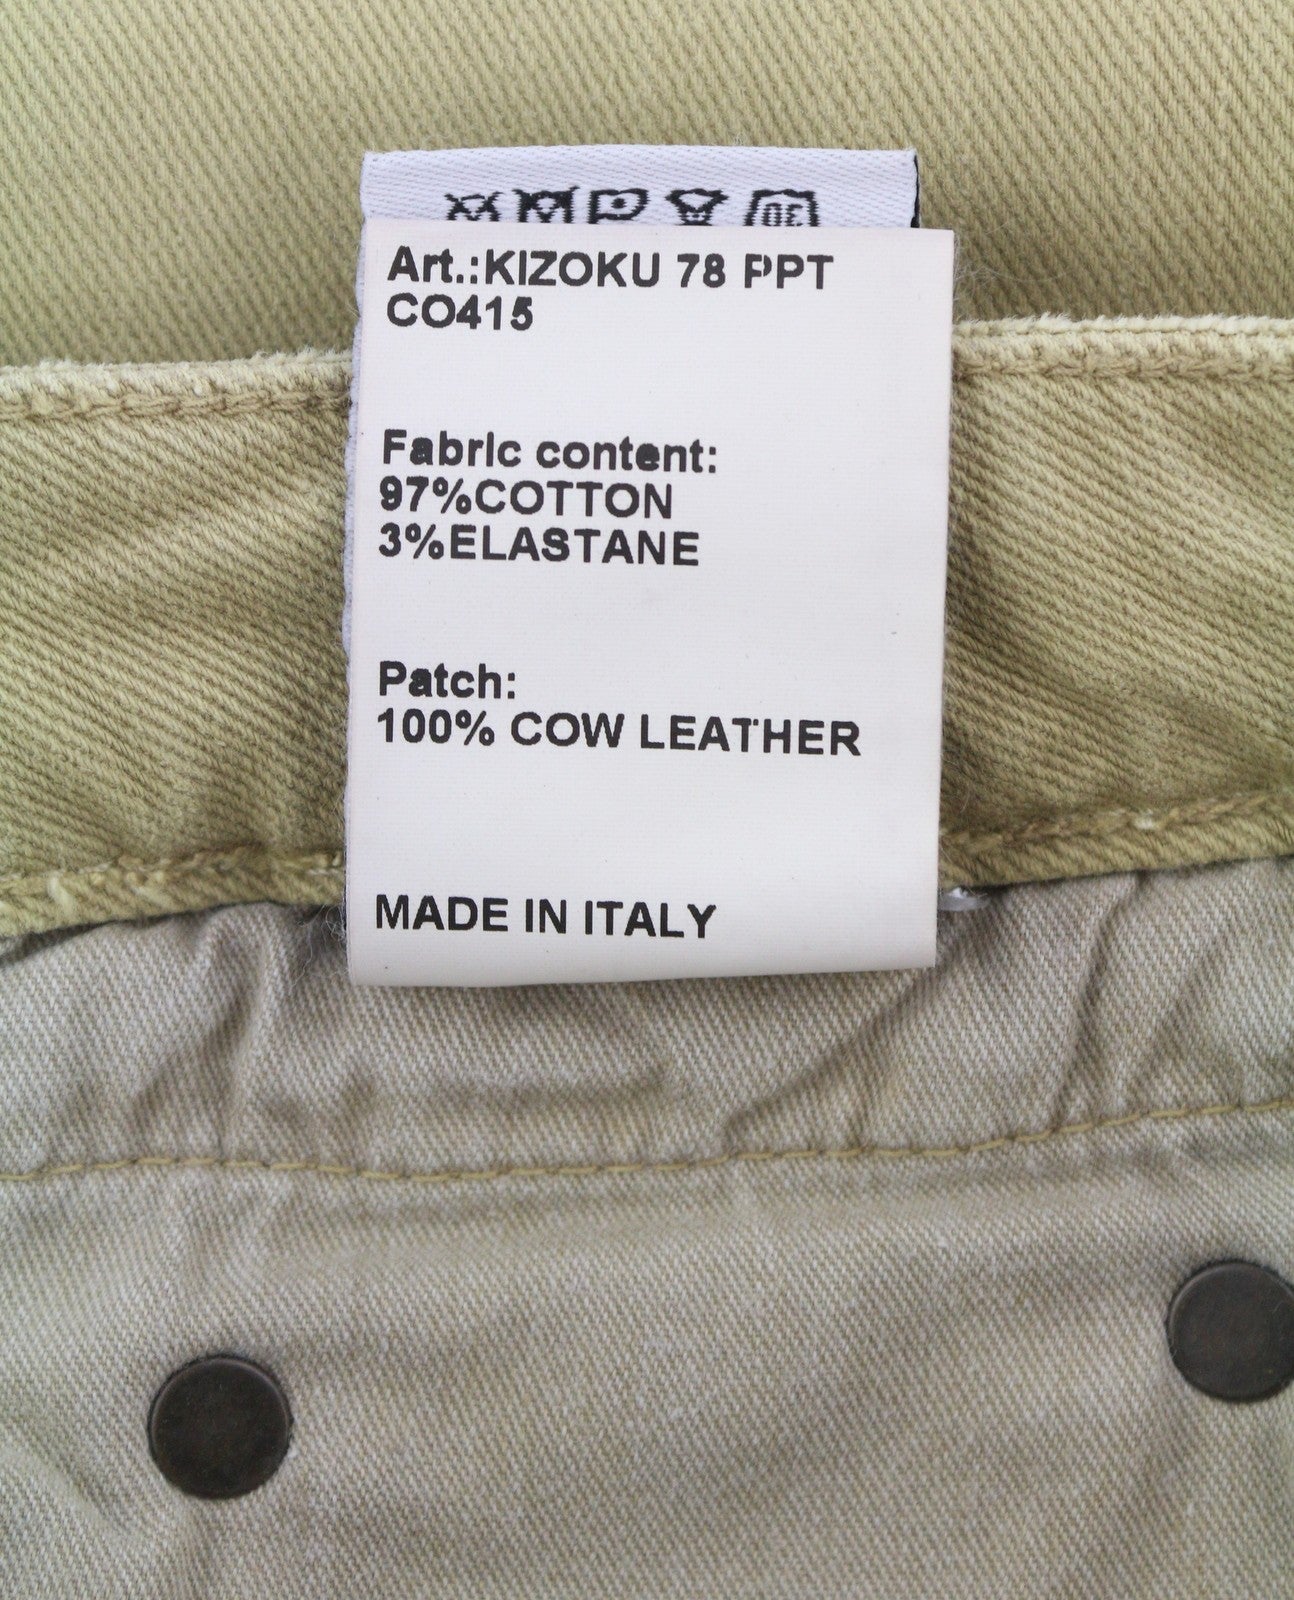 Art.:KIZOKU 78 PPT
CO415
Fabric content:
97%COTTON
3%ELASTANE
Patch:
100% COW LEATHER
MADE IN ITALY